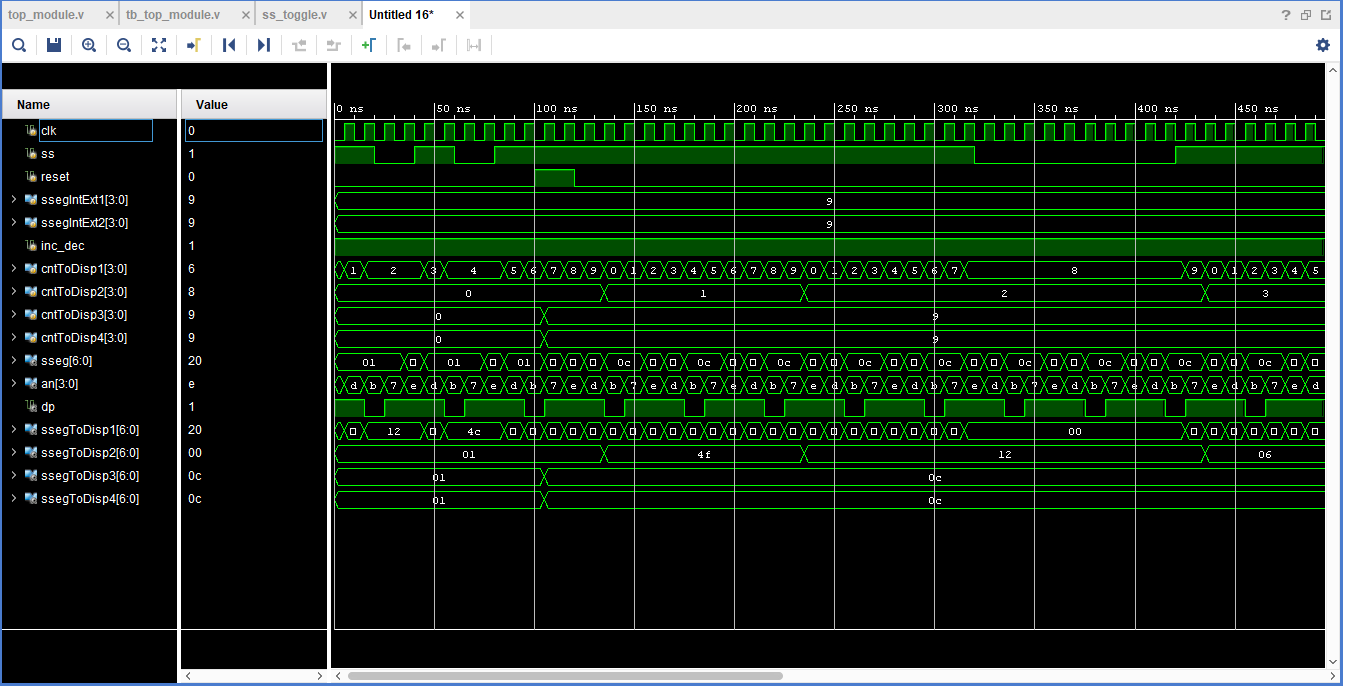 top_module.v × tb_top_module.v × ss_toggle.v × Untitled 16* ×
?
Name Value
0 ns 50 ns 100 ns 150 ns 200 ns 250 ns 300 ns 350 ns 400 ns 450 ns
clk 0
ss 1
reset 0
ssegIntExt1[3:0] 9 9
ssegIntExt2[3:0] 9 9
inc_dec 1
cntToDisp1[3:0] 6 1 2 3 4 5 6 7 8 9 0 1 2 3 4 5 6 7 8 9 0 1 2 3 4 5 6 7 8 9 0 1 2 3 4 5
cntToDisp2[3:0] 8 0 1 2 3
cntToDisp3[3:0] 9 0 9
cntToDisp4[3:0] 9 0 9
sseg[6:0] 20 01 01 01 0c 0c 0c 0c 0c 0c 0c 0c 0c
an[3:0] e d b 7 e d b 7 e d b 7 e d b 7 e d b 7 e d b 7 e d b 7 e d b 7 e d b 7 e d b 7 e d b 7 e d b 7 e d
dp 1
ssegToDisp1[6:0] 20 12 4c 00
ssegToDisp2[6:0] 00 01 4f 12 06
ssegToDisp3[6:0] 0c 01 0c
ssegToDisp4[6:0] 0c 01 0c